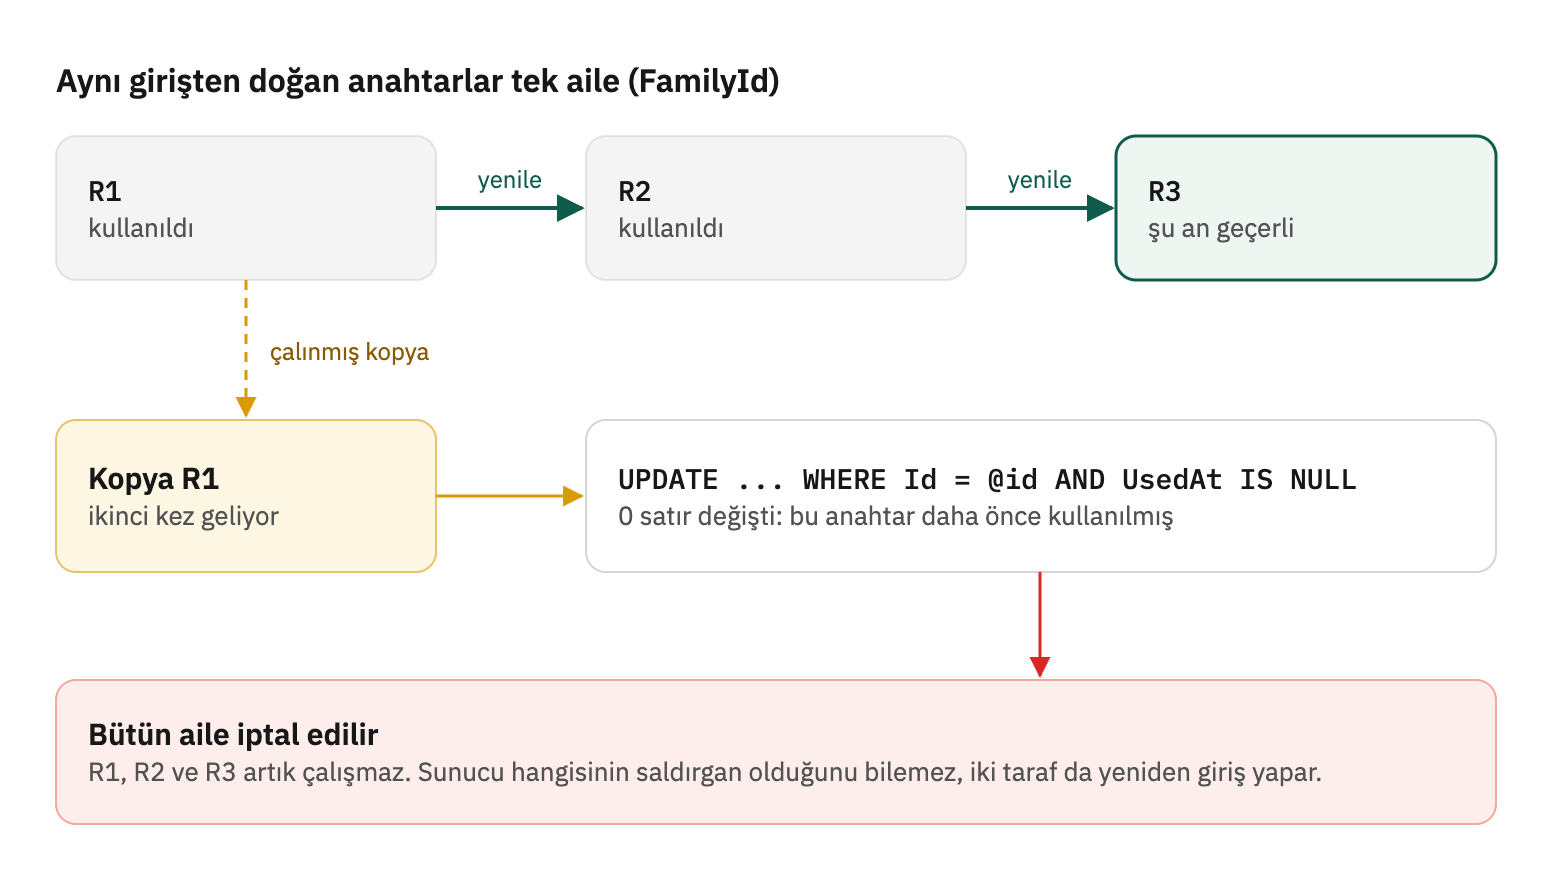 Aynı girişten doğan anahtarlar tek aile (FamilyId)
R1
kullanıldı
yenile
R2
kullanıldı
yenile
R3
şu an geçerli
çalınmış kopya
Kopya R1
ikinci kez geliyor
UPDATE ... WHERE Id = @id AND UsedAt IS NULL
0 satır değişti: bu anahtar daha önce kullanılmış
Bütün aile iptal edilir
R1, R2 ve R3 artık çalışmaz. Sunucu hangisinin saldırgan olduğunu bilemez, iki taraf da yeniden giriş yapar.